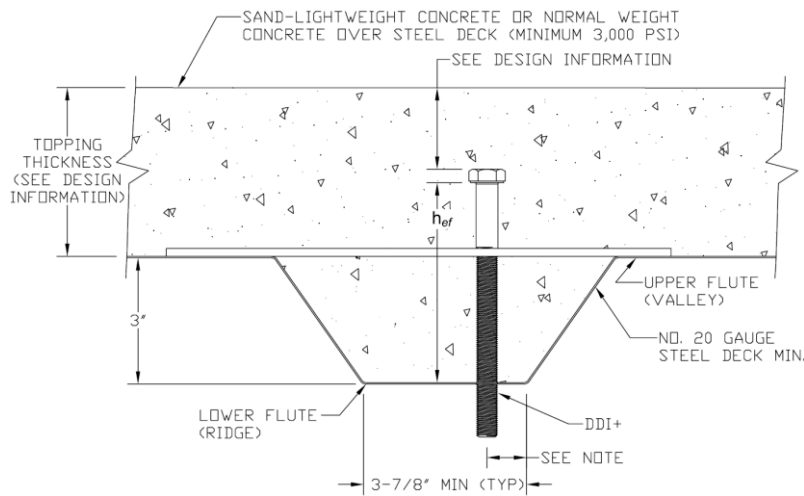 SAND-LIGHTWEIGHT CONCRETE OR NORMAL WEIGHT
CONCRETE OVER STEEL DECK (MINIMUM 3,000 PSI)
SEE DESIGN INFORMATION
TOPPING
THICKNESS
(SEE DESIGN
INFORMATION)
hef
UPPER FLUTE
(VALLEY)
3"
NO. 20 GAUGE
STEEL DECK MIN.
LOWER FLUTE
(RIDGE)
DDI+
SEE NOTE
3-7/8" MIN (TYP)